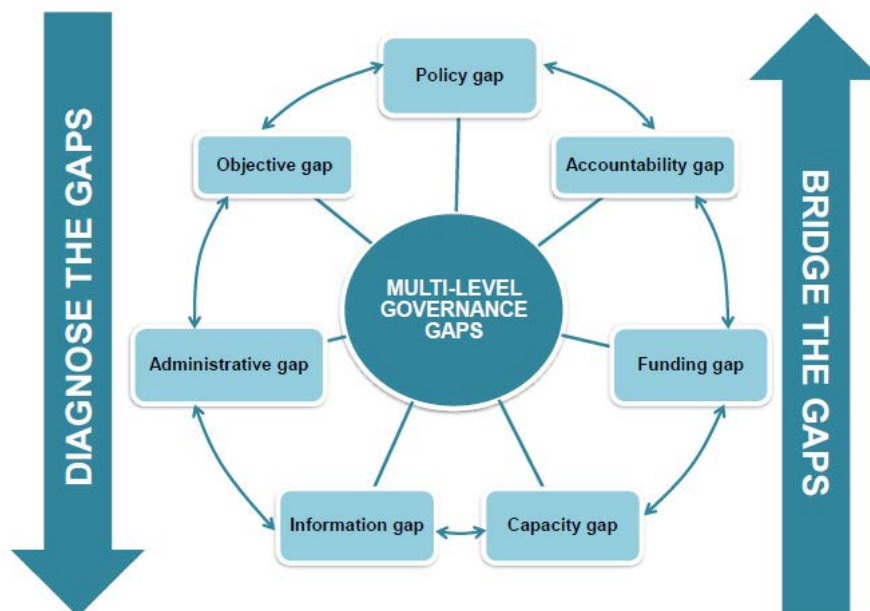 DIAGNOSE THE GAPS
Policy gap
Objective gap
Accountability gap
MULTI-LEVEL
GOVERNANCE
GAPS
Administrative gap
Funding gap
Information gap
Capacity gap
BRIDGE THE GAPS